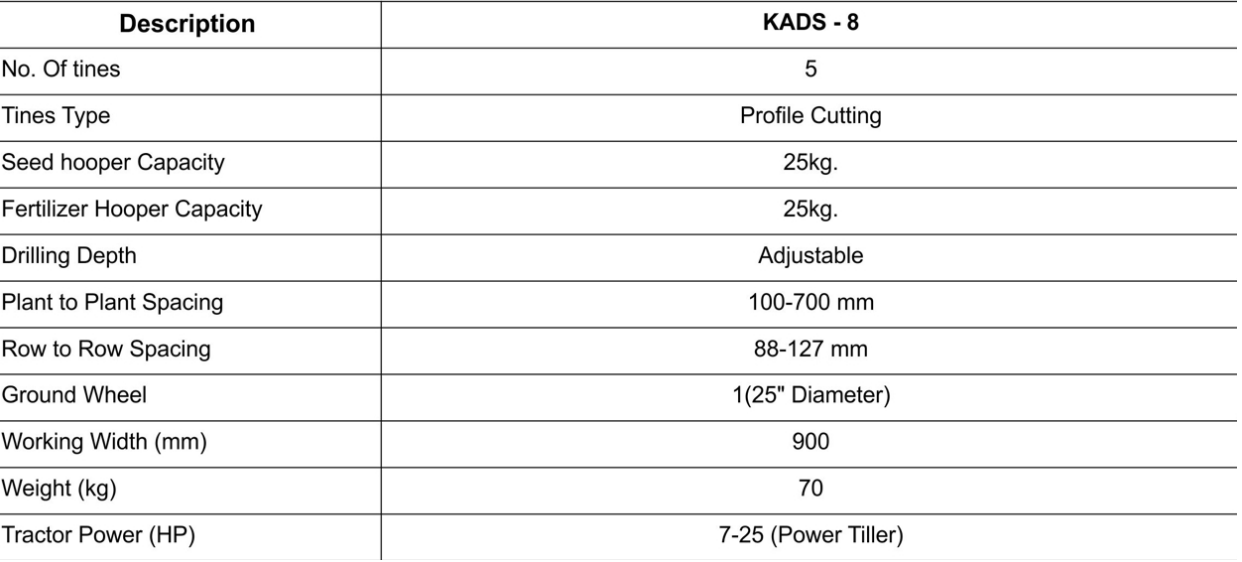 Description KADS - 8
No. Of tines 5
Tines Type Profile Cutting
Seed hooper Capacity 25kg.
Fertilizer Hooper Capacity 25kg.
Drilling Depth Adjustable
Plant to Plant Spacing 100-700 mm
Row to Row Spacing 88-127 mm
Ground Wheel 1(25" Diameter)
Working Width (mm) 900
Weight (kg) 70
Tractor Power (HP) 7-25 (Power Tiller)